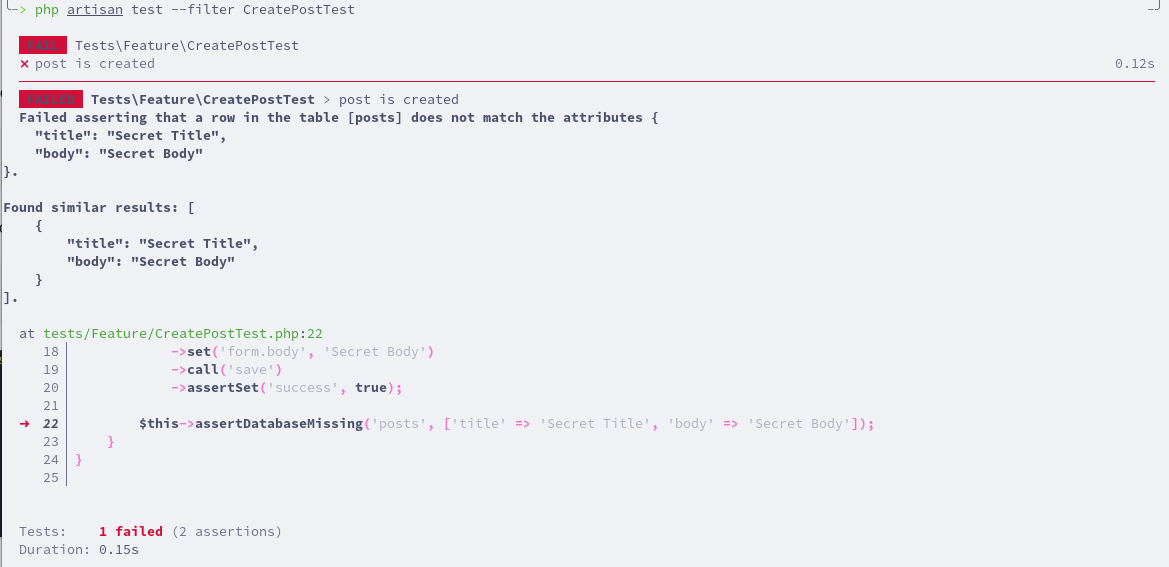 └─> php artisan test --filter CreatePostTest
FAIL Tests\Feature\CreatePostTest
⨯ post is created 0.12s
FAILED Tests\Feature\CreatePostTest > post is created
Failed asserting that a row in the table [posts] does not match the attributes {
"title": "Secret Title",
"body": "Secret Body"
}.
Found similar results: [
{
"title": "Secret Title",
"body": "Secret Body"
}
].
at tests/Feature/CreatePostTest.php:22
18 ->set('form.body', 'Secret Body')
19 ->call('save')
20 ->assertSet('success', true);
21
➜ 22 $this->assertDatabaseMissing('posts', ['title' => 'Secret Title', 'body' => 'Secret Body']);
23 }
24 }
25
Tests: 1 failed (2 assertions)
Duration: 0.15s